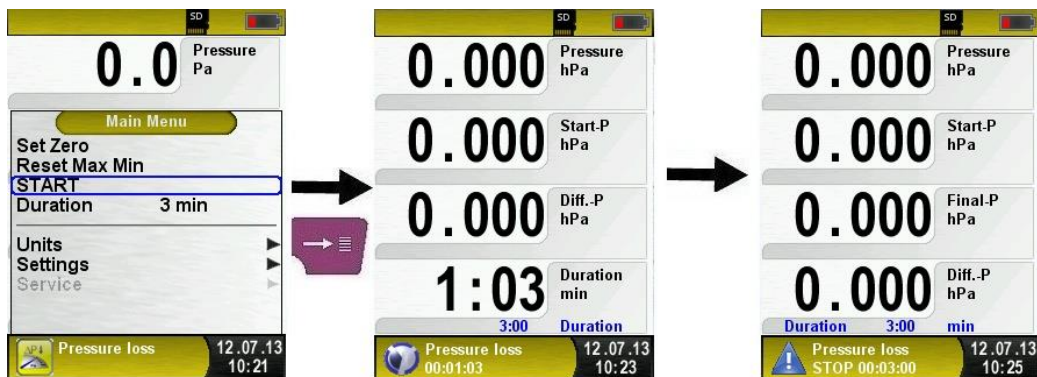 SD
0.0 Pressure
Pa
Main Menu
Set Zero
Reset Max Min
START
Duration 3 min
Units
Settings
Service
Pressure loss 12.07.13
10:21
SD
0.000 Pressure
hPa
0.000 Start-P
hPa
0.000 Diff.-P
hPa
1:03 Duration
min
3:00 Duration
Pressure loss 12.07.13
00:01:03 10:23
SD
0.000 Pressure
hPa
0.000 Start-P
hPa
0.000 Final-P
hPa
0.000 Diff.-P
hPa
Duration 3:00 min
Pressure loss 12.07.13
STOP 00:03:00 10:25